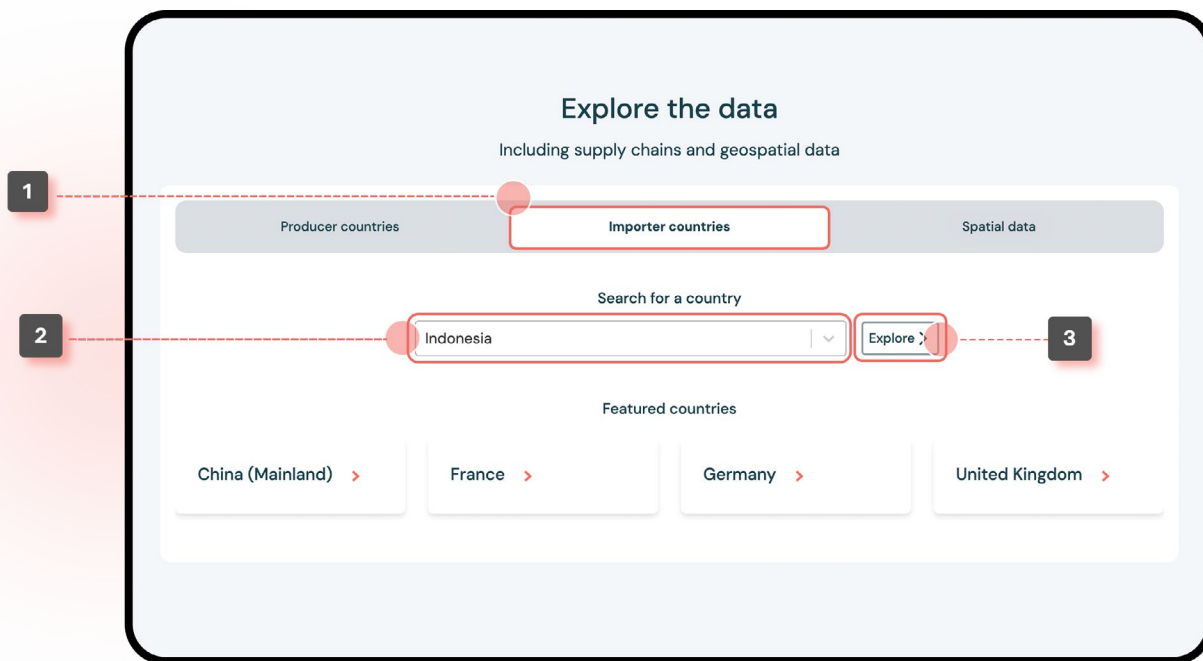 Explore the data
Including supply chains and geospatial data
1
Producer countries
Importer countries
Spatial data
Search for a country
2
Indonesia
Explore
3
Featured countries
China (Mainland)
France
Germany
United Kingdom